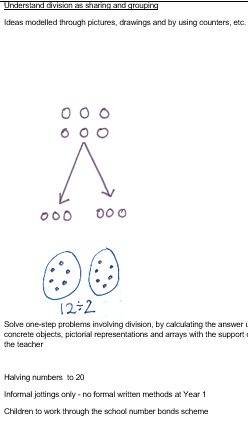 Understand division as sharing and grouping
Ideas modelled through pictures, drawings and by using counters, etc.
12÷2
Solve one-step problems involving division, by calculating the answer
concrete objects, pictorial representations and arrays with the support
the teacher
Halving numbers to 20
Informal jottings only - no formal written methods at Year 1
Children to work through the school number bonds scheme